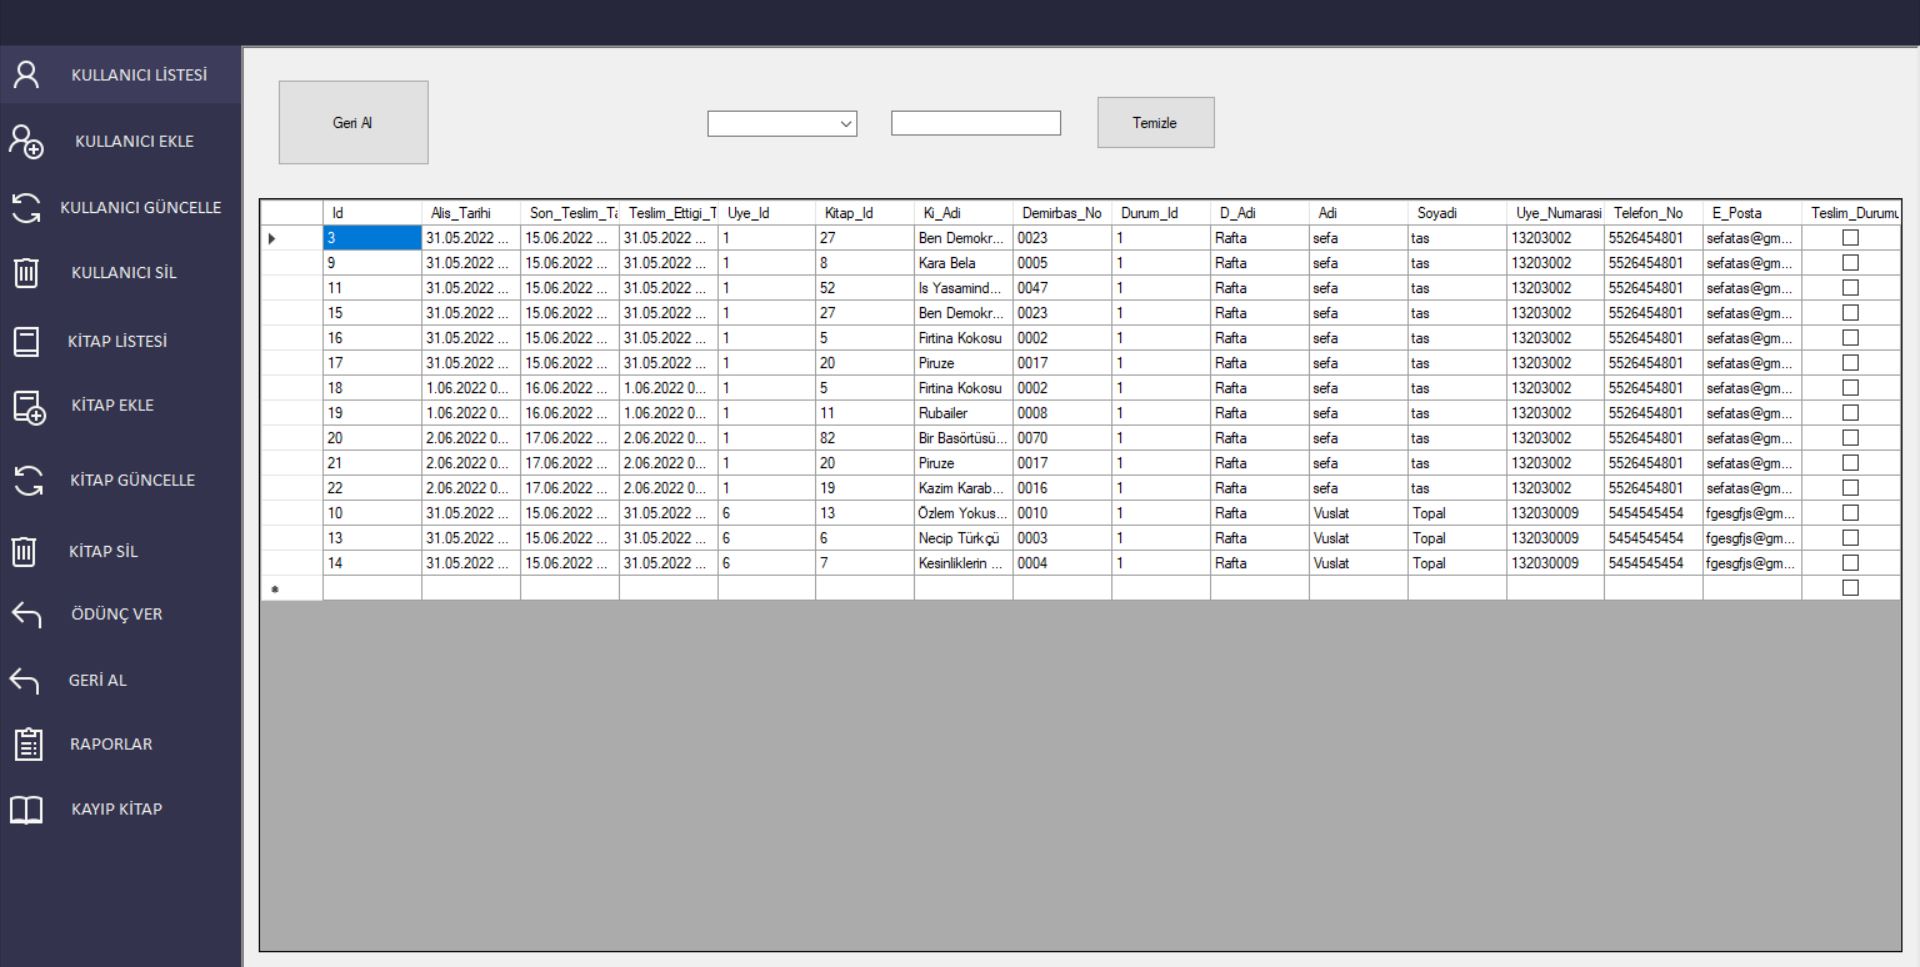 KULLANICI LİSTESİ
KULLANICI EKLE
KULLANICI GÜNCELLE
KULLANICI SİL
KİTAP LİSTESİ
KİTAP EKLE
KİTAP GÜNCELLE
KİTAP SİL
ÖDÜNÇ VER
GERİ AL
RAPORLAR
KAYIP KİTAP
Geri Al
Temizle
Id Alis_Tarihi Son_Teslim_Ta Teslim_Ettigi_T Uye_Id Kitap_Id Ki_Adi Demirbas_No Durum_Id D_Adi Adi Soyadi Uye_Numarasi Telefon_No E_Posta Teslim_Durumu
3 31.05.2022 ... 15.06.2022 ... 31.05.2022 ... 1 27 Ben Demokr... 0023 1 Rafta sefa tas 13203002 5526454801 sefatas@gm...
9 31.05.2022 ... 15.06.2022 ... 31.05.2022 ... 1 8 Kara Bela 0005 1 Rafta sefa tas 13203002 5526454801 sefatas@gm...
11 31.05.2022 ... 15.06.2022 ... 31.05.2022 ... 1 52 Is Yasamind... 0047 1 Rafta sefa tas 13203002 5526454801 sefatas@gm...
15 31.05.2022 ... 15.06.2022 ... 31.05.2022 ... 1 27 Ben Demokr... 0023 1 Rafta sefa tas 13203002 5526454801 sefatas@gm...
16 31.05.2022 ... 15.06.2022 ... 31.05.2022 ... 1 5 Firtina Kokosu 0002 1 Rafta sefa tas 13203002 5526454801 sefatas@gm...
17 31.05.2022 ... 15.06.2022 ... 31.05.2022 ... 1 20 Piruze 0017 1 Rafta sefa tas 13203002 5526454801 sefatas@gm...
18 1.06.2022 0... 16.06.2022 ... 1.06.2022 0... 1 5 Firtina Kokosu 0002 1 Rafta sefa tas 13203002 5526454801 sefatas@gm...
19 1.06.2022 0... 16.06.2022 ... 1.06.2022 0... 1 11 Rubailer 0008 1 Rafta sefa tas 13203002 5526454801 sefatas@gm...
20 2.06.2022 0... 17.06.2022 ... 2.06.2022 0... 1 82 Bir Basörtüsü... 0070 1 Rafta sefa tas 13203002 5526454801 sefatas@gm...
21 2.06.2022 0... 17.06.2022 ... 2.06.2022 0... 1 20 Piruze 0017 1 Rafta sefa tas 13203002 5526454801 sefatas@gm...
22 2.06.2022 0... 17.06.2022 ... 2.06.2022 0... 1 19 Kazim Karab... 0016 1 Rafta sefa tas 13203002 5526454801 sefatas@gm...
10 31.05.2022 ... 15.06.2022 ... 31.05.2022 ... 6 13 Özlem Yokus... 0010 1 Rafta Vuslat Topal 132030009 5454545454 fgesgfjs@gm...
13 31.05.2022 ... 15.06.2022 ... 31.05.2022 ... 6 6 Necip Türkçü 0003 1 Rafta Vuslat Topal 132030009 5454545454 fgesgfjs@gm...
14 31.05.2022 ... 15.06.2022 ... 31.05.2022 ... 6 7 Kesinliklerin ... 0004 1 Rafta Vuslat Topal 132030009 5454545454 fgesgfjs@gm...